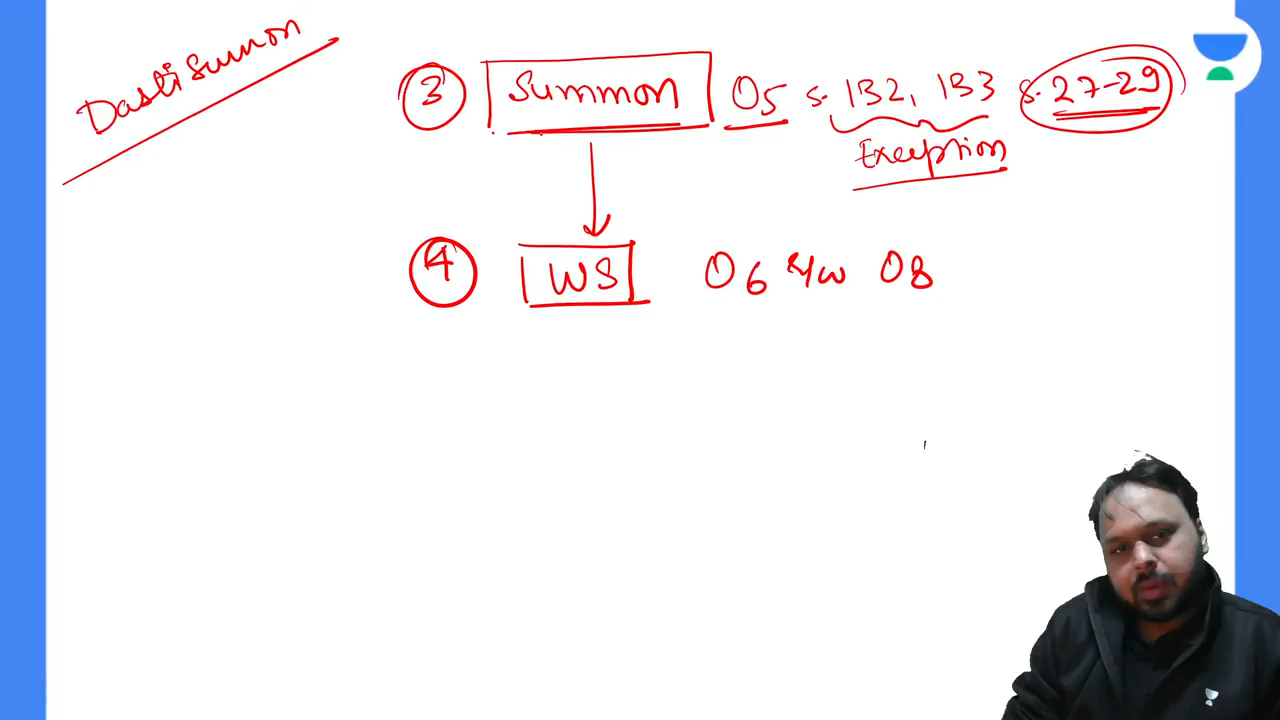 Dasti Summon
3 Summon O5 S. 132, 133 S. 27-29
Exception
4 WS O6 r/w O8